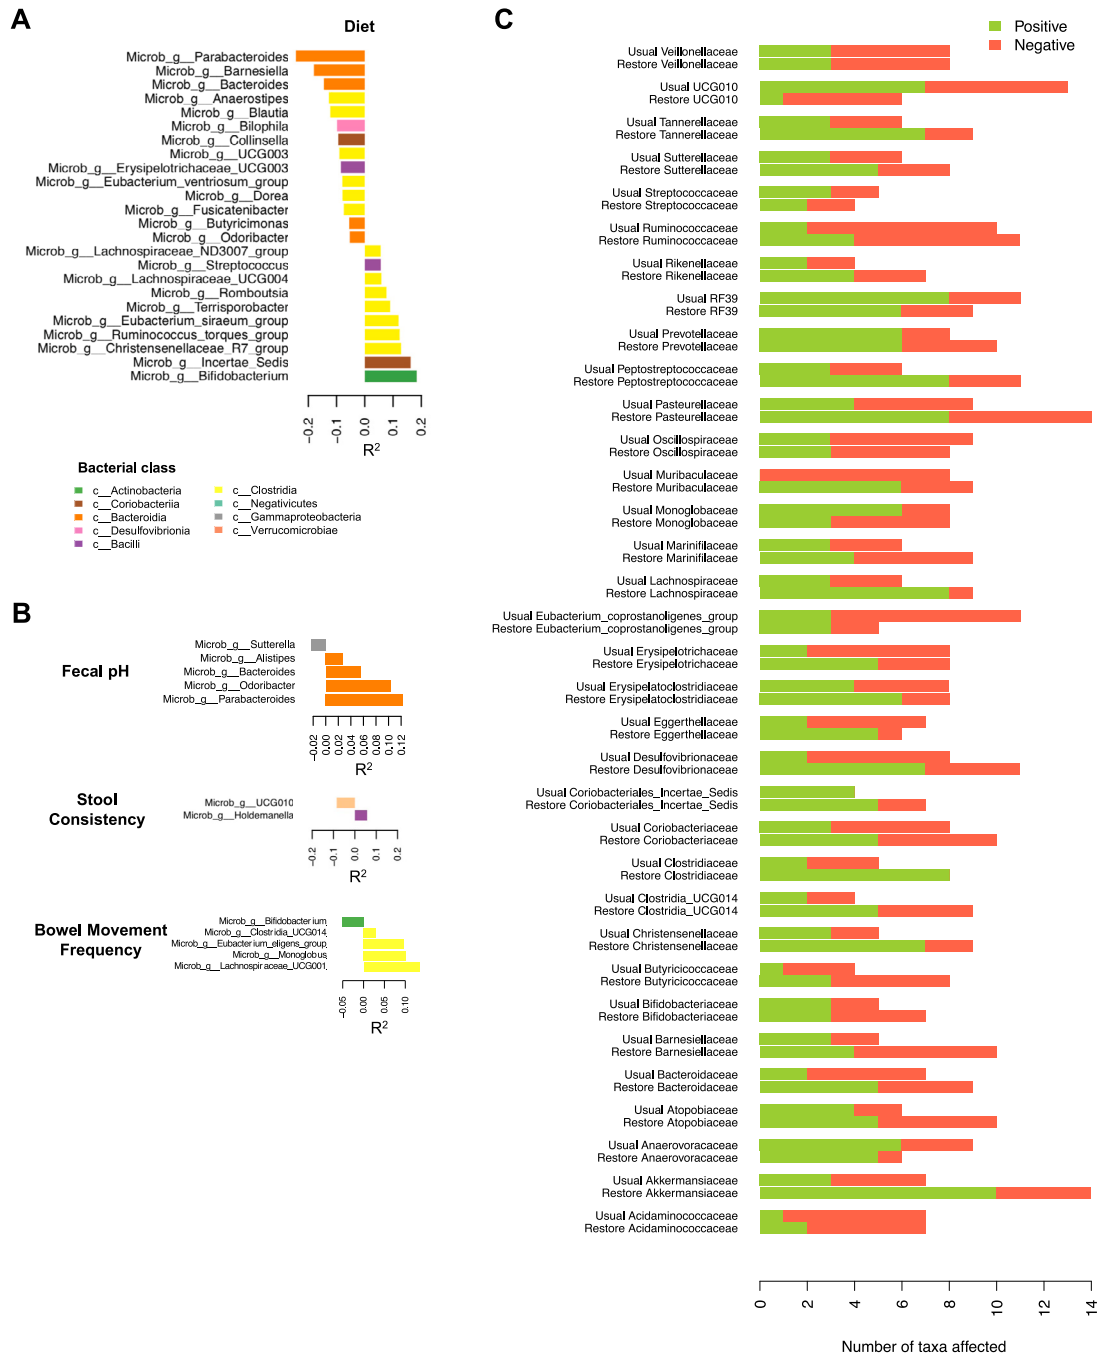 A
Diet
Microb_g__Parabacteroides
Microb_g__Barnesiella
Microb_g__Bacteroides
Microb_g__Anaerostipes
Microb_g__Blautia
Microb_g__Bilophila
Microb_g__Collinsella
Microb_g__UCG003
Microb_g__Erysipelotrichaceae_UCG003
Microb_g__Eubacterium_ventriosum_group
Microb_g__Dorea
Microb_g__Fusicatenibacter
Microb_g__Butyricimonas
Microb_g__Odoribacter
Microb_g__Lachnospiraceae_ND3007_group
Microb_g__Streptococcus
Microb_g__Lachnospiraceae_UCG004
Microb_g__Romboutsia
Microb_g__Terrisporobacter
Microb_g__Eubacterium_siraeum_group
Microb_g__Ruminococcus_torques_group
Microb_g__Christensenellaceae_R7_group
Microb_g__Incertae_Sedis
Microb_g__Bifidobacterium
−0.2 −0.1 0.0 0.1 0.2
R²
Bacterial class
c__Actinobacteria
c__Coriobacteriia
c__Bacteroidia
c__Desulfovibrionia
c__Bacilli
c__Clostridia
c__Negativicutes
c__Gammaproteobacteria
c__Verrucomicrobiae
B
Fecal pH
Microb_g__Sutterella
Microb_g__Alistipes
Microb_g__Bacteroides
Microb_g__Odoribacter
Microb_g__Parabacteroides
−0.02 0.00 0.02 0.04 0.06 0.08 0.10 0.12
R²
Stool
Consistency
Microb_g__UCG010
Microb_g__Holdemanella
−0.2 −0.1 0.0 0.1 0.2
R²
Bowel Movement
Frequency
Microb_g__Bifidobacterium
Microb_g__Clostridia_UCG014
Microb_g__Eubacterium_eligens_group
Microb_g__Monoglobus
Microb_g__Lachnospiraceae_UCG001
−0.05 0.00 0.05 0.10
R²
C
Positive
Negative
Usual Veillonellaceae
Restore Veillonellaceae
Usual UCG010
Restore UCG010
Usual Tannerellaceae
Restore Tannerellaceae
Usual Sutterellaceae
Restore Sutterellaceae
Usual Streptococcaceae
Restore Streptococcaceae
Usual Ruminococcaceae
Restore Ruminococcaceae
Usual Rikenellaceae
Restore Rikenellaceae
Usual RF39
Restore RF39
Usual Prevotellaceae
Restore Prevotellaceae
Usual Peptostreptococcaceae
Restore Peptostreptococcaceae
Usual Pasteurellaceae
Restore Pasteurellaceae
Usual Oscillospiraceae
Restore Oscillospiraceae
Usual Muribaculaceae
Restore Muribaculaceae
Usual Monoglobaceae
Restore Monoglobaceae
Usual Marinifilaceae
Restore Marinifilaceae
Usual Lachnospiraceae
Restore Lachnospiraceae
Usual Eubacterium_coprostanoligenes_group
Restore Eubacterium_coprostanoligenes_group
Usual Erysipelotrichaceae
Restore Erysipelotrichaceae
Usual Erysipelatoclostridiaceae
Restore Erysipelatoclostridiaceae
Usual Eggerthellaceae
Restore Eggerthellaceae
Usual Desulfovibrionaceae
Restore Desulfovibrionaceae
Usual Coriobacteriales_Incertae_Sedis
Restore Coriobacteriales_Incertae_Sedis
Usual Coriobacteriaceae
Restore Coriobacteriaceae
Usual Clostridiaceae
Restore Clostridiaceae
Usual Clostridia_UCG014
Restore Clostridia_UCG014
Usual Christensenellaceae
Restore Christensenellaceae
Usual Butyricicoccaceae
Restore Butyricicoccaceae
Usual Bifidobacteriaceae
Restore Bifidobacteriaceae
Usual Barnesiellaceae
Restore Barnesiellaceae
Usual Bacteroidaceae
Restore Bacteroidaceae
Usual Atopobiaceae
Restore Atopobiaceae
Usual Anaerovoracaceae
Restore Anaerovoracaceae
Usual Akkermansiaceae
Restore Akkermansiaceae
Usual Acidaminococcaceae
Restore Acidaminococcaceae
0 2 4 6 8 10 12 14
Number of taxa affected